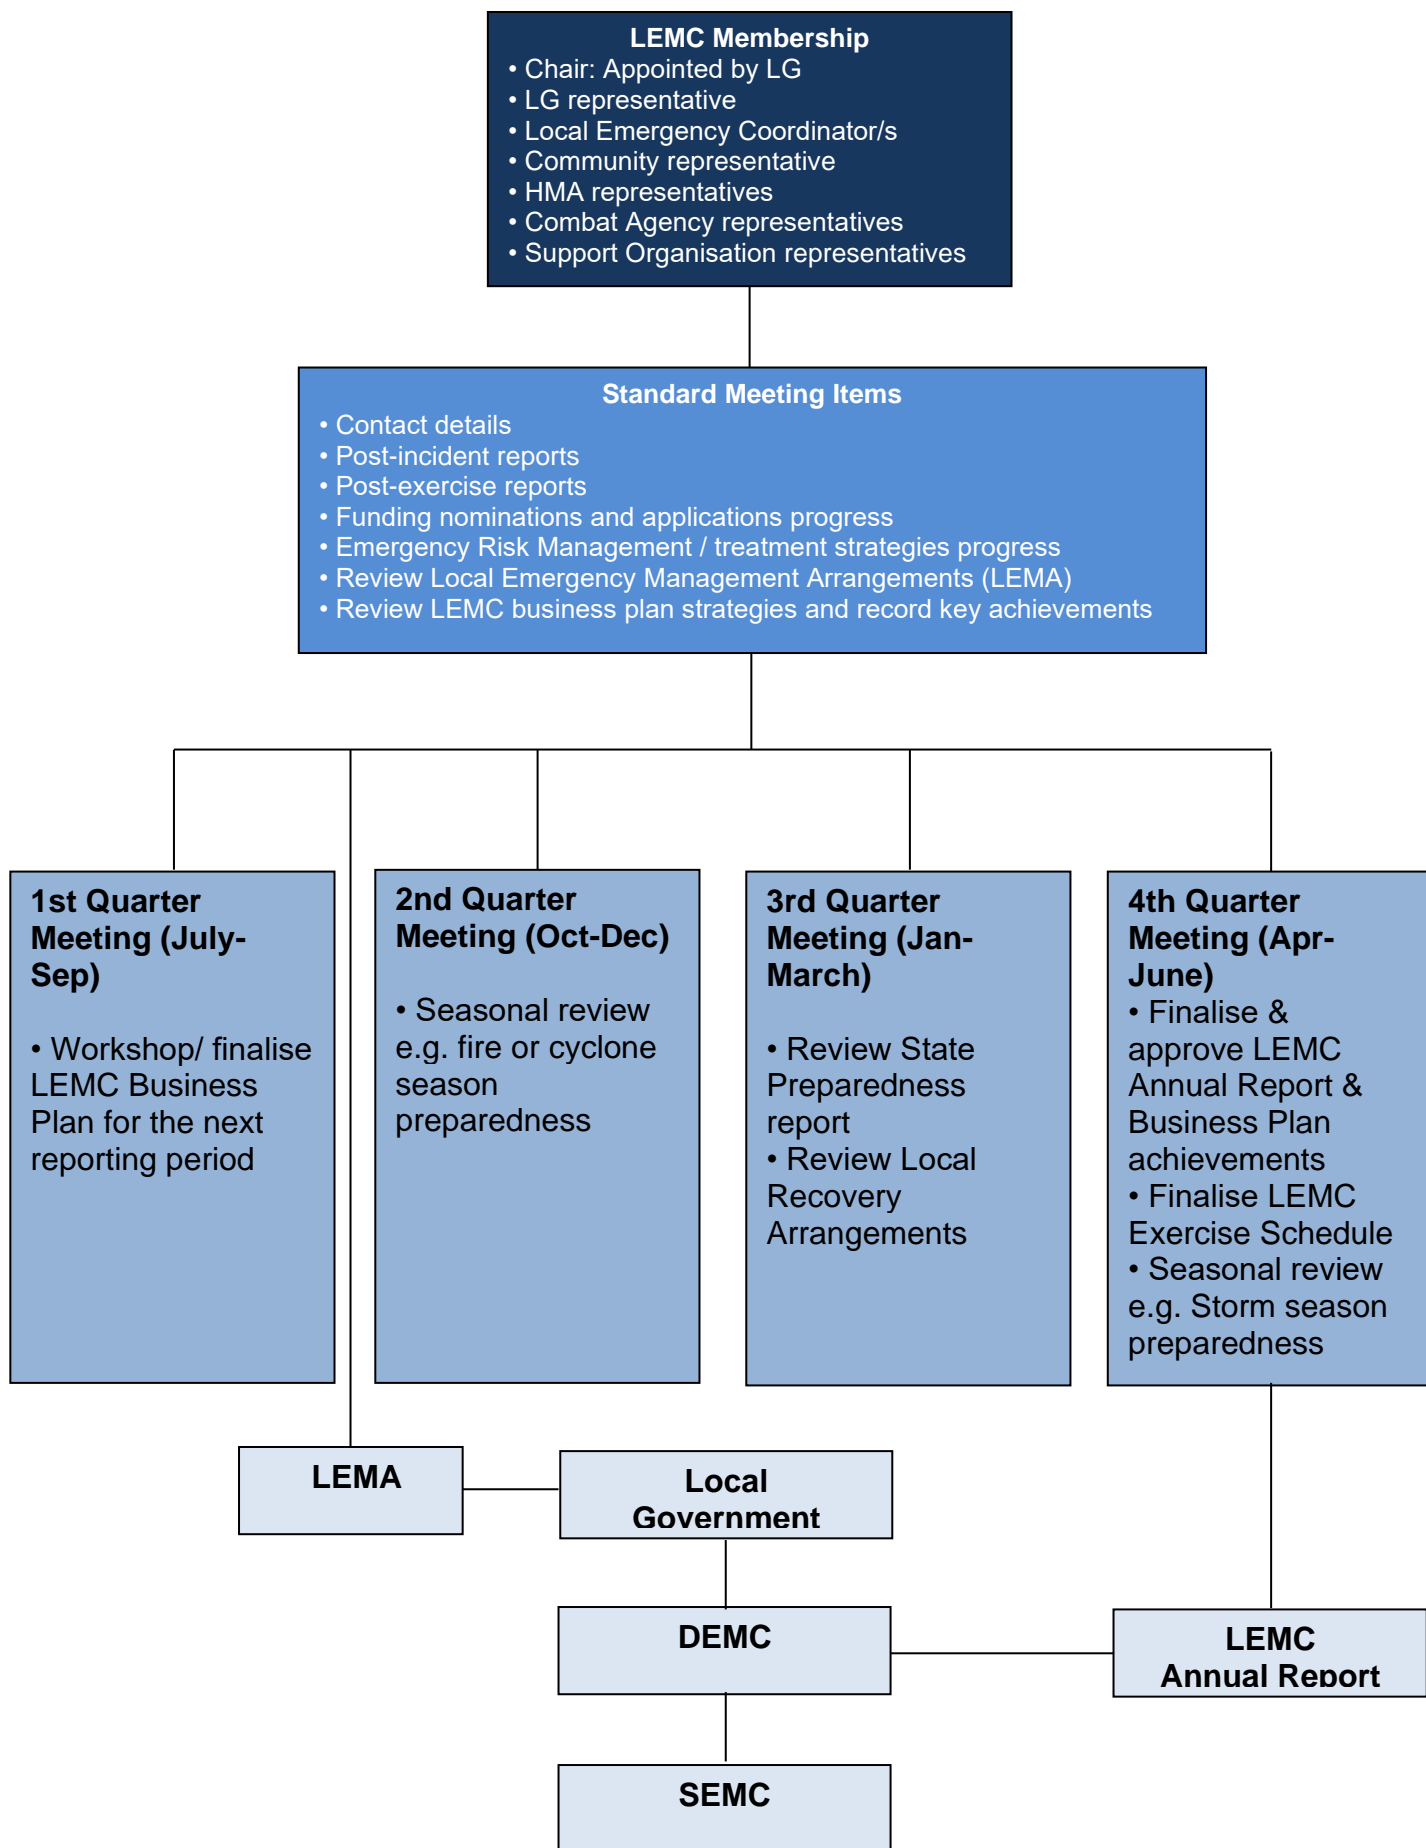 LEMC Membership
• Chair: Appointed by LG
• LG representative
• Local Emergency Coordinator/s
• Community representative
• HMA representatives
• Combat Agency representatives
• Support Organisation representatives
Standard Meeting Items
• Contact details
• Post-incident reports
• Post-exercise reports
• Funding nominations and applications progress
• Emergency Risk Management / treatment strategies progress
• Review Local Emergency Management Arrangements (LEMA)
• Review LEMC business plan strategies and record key achievements
1st Quarter
Meeting (July-
Sep)
• Workshop/ finalise
LEMC Business
Plan for the next
reporting period
2nd Quarter
Meeting (Oct-Dec)
• Seasonal review
e.g. fire or cyclone
season
preparedness
3rd Quarter
Meeting (Jan-
March)
• Review State
Preparedness
report
• Review Local
Recovery
Arrangements
4th Quarter
Meeting (Apr-
June)
• Finalise &
approve LEMC
Annual Report &
Business Plan
achievements
• Finalise LEMC
Exercise Schedule
• Seasonal review
e.g. Storm season
preparedness
LEMA
Local
Government
DEMC
LEMC
Annual Report
SEMC